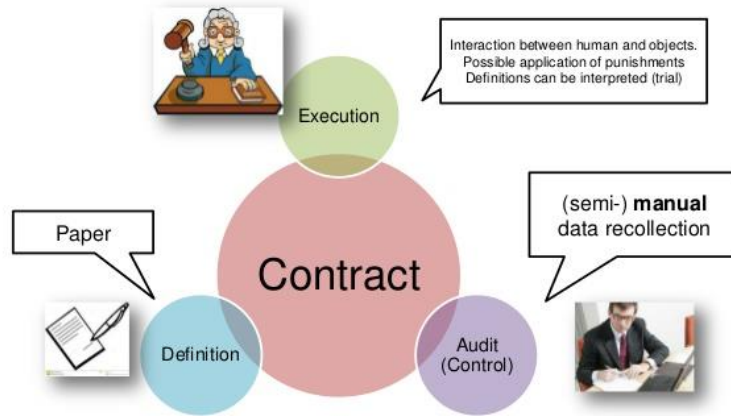 Interaction between human and objects.
Possible application of punishments
Definitions can be interpreted (trial)
Execution
(semi-) manual
data recollection
Paper
Contract
Definition
Audit
(Control)